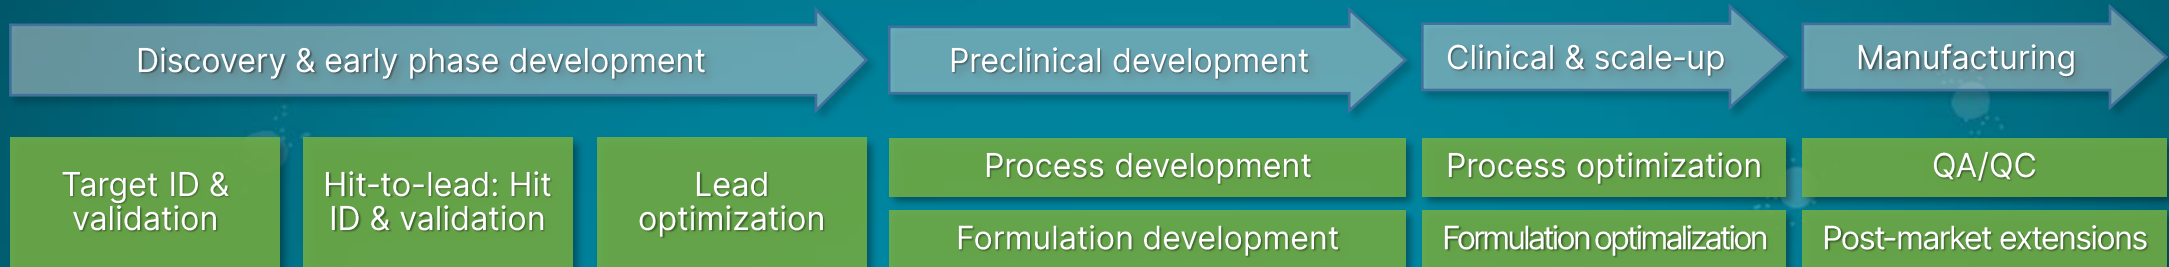 Discovery & early phase development
Preclinical development
Clinical & scale-up
Manufacturing
Target ID &
validation
Hit-to-lead: Hit
ID & validation
Lead
optimization
Process development
Formulation development
Process optimization
Formulation optimalization
QA/QC
Post-market extensions